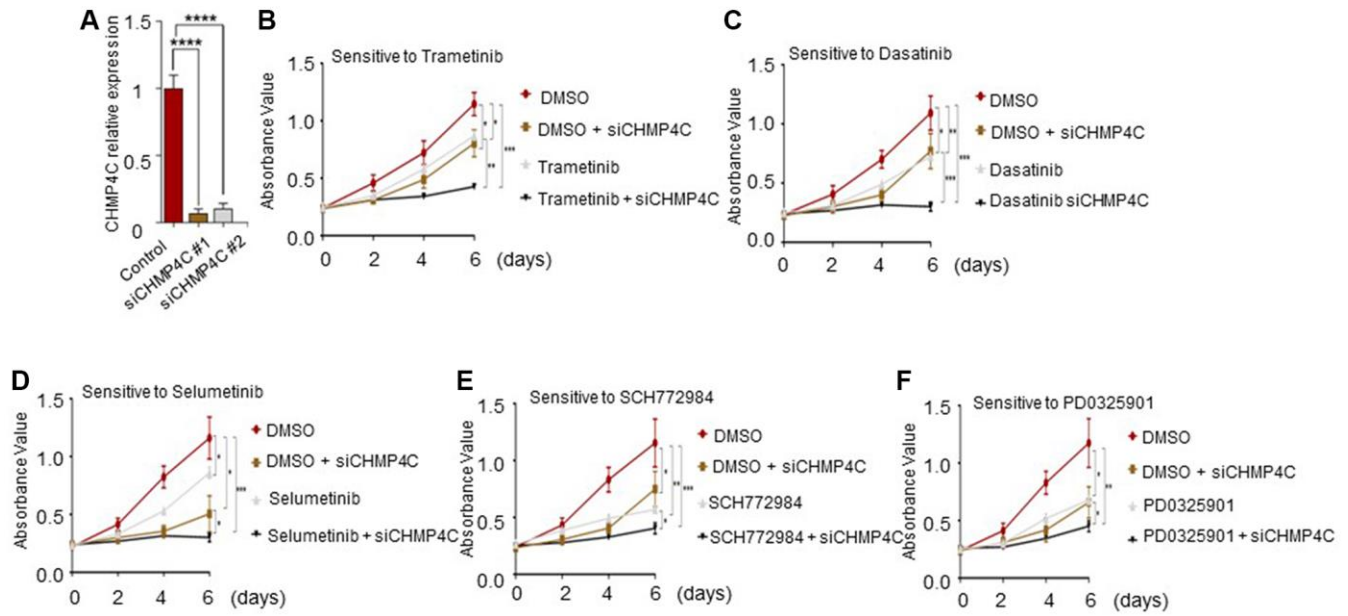 A
CHMP4C relative expression
1.5
1
0.5
0
****
****
Control
siCHMP4C #1
siCHMP4C #2
B
Sensitive to Trametinib
Absorbance Value
1.5
1.0
0.5
0.0
0 2 4 6 (days)
DMSO
DMSO + siCHMP4C
Trametinib
Trametinib + siCHMP4C
* *
**
***
C
Sensitive to Dasatinib
Absorbance Value
1.5
1.0
0.5
0.0
0 2 4 6 (days)
DMSO
DMSO + siCHMP4C
Dasatinib
Dasatinib siCHMP4C
* **
***
***
D
Sensitive to Selumetinib
Absorbance Value
1.5
1.0
0.5
0.0
0 2 4 6 (days)
DMSO
DMSO + siCHMP4C
Selumetinib
Selumetinib + siCHMP4C
* *
***
*
E
Sensitive to SCH772984
Absorbance Value
1.5
1.0
0.5
0.0
0 2 4 6 (days)
DMSO
DMSO + siCHMP4C
SCH772984
SCH772984 + siCHMP4C
* ** ***
*
F
Sensitive to PD0325901
Absorbance Value
1.5
1.0
0.5
0.0
0 2 4 6 (days)
DMSO
DMSO + siCHMP4C
PD0325901
PD0325901 + siCHMP4C
* **
*